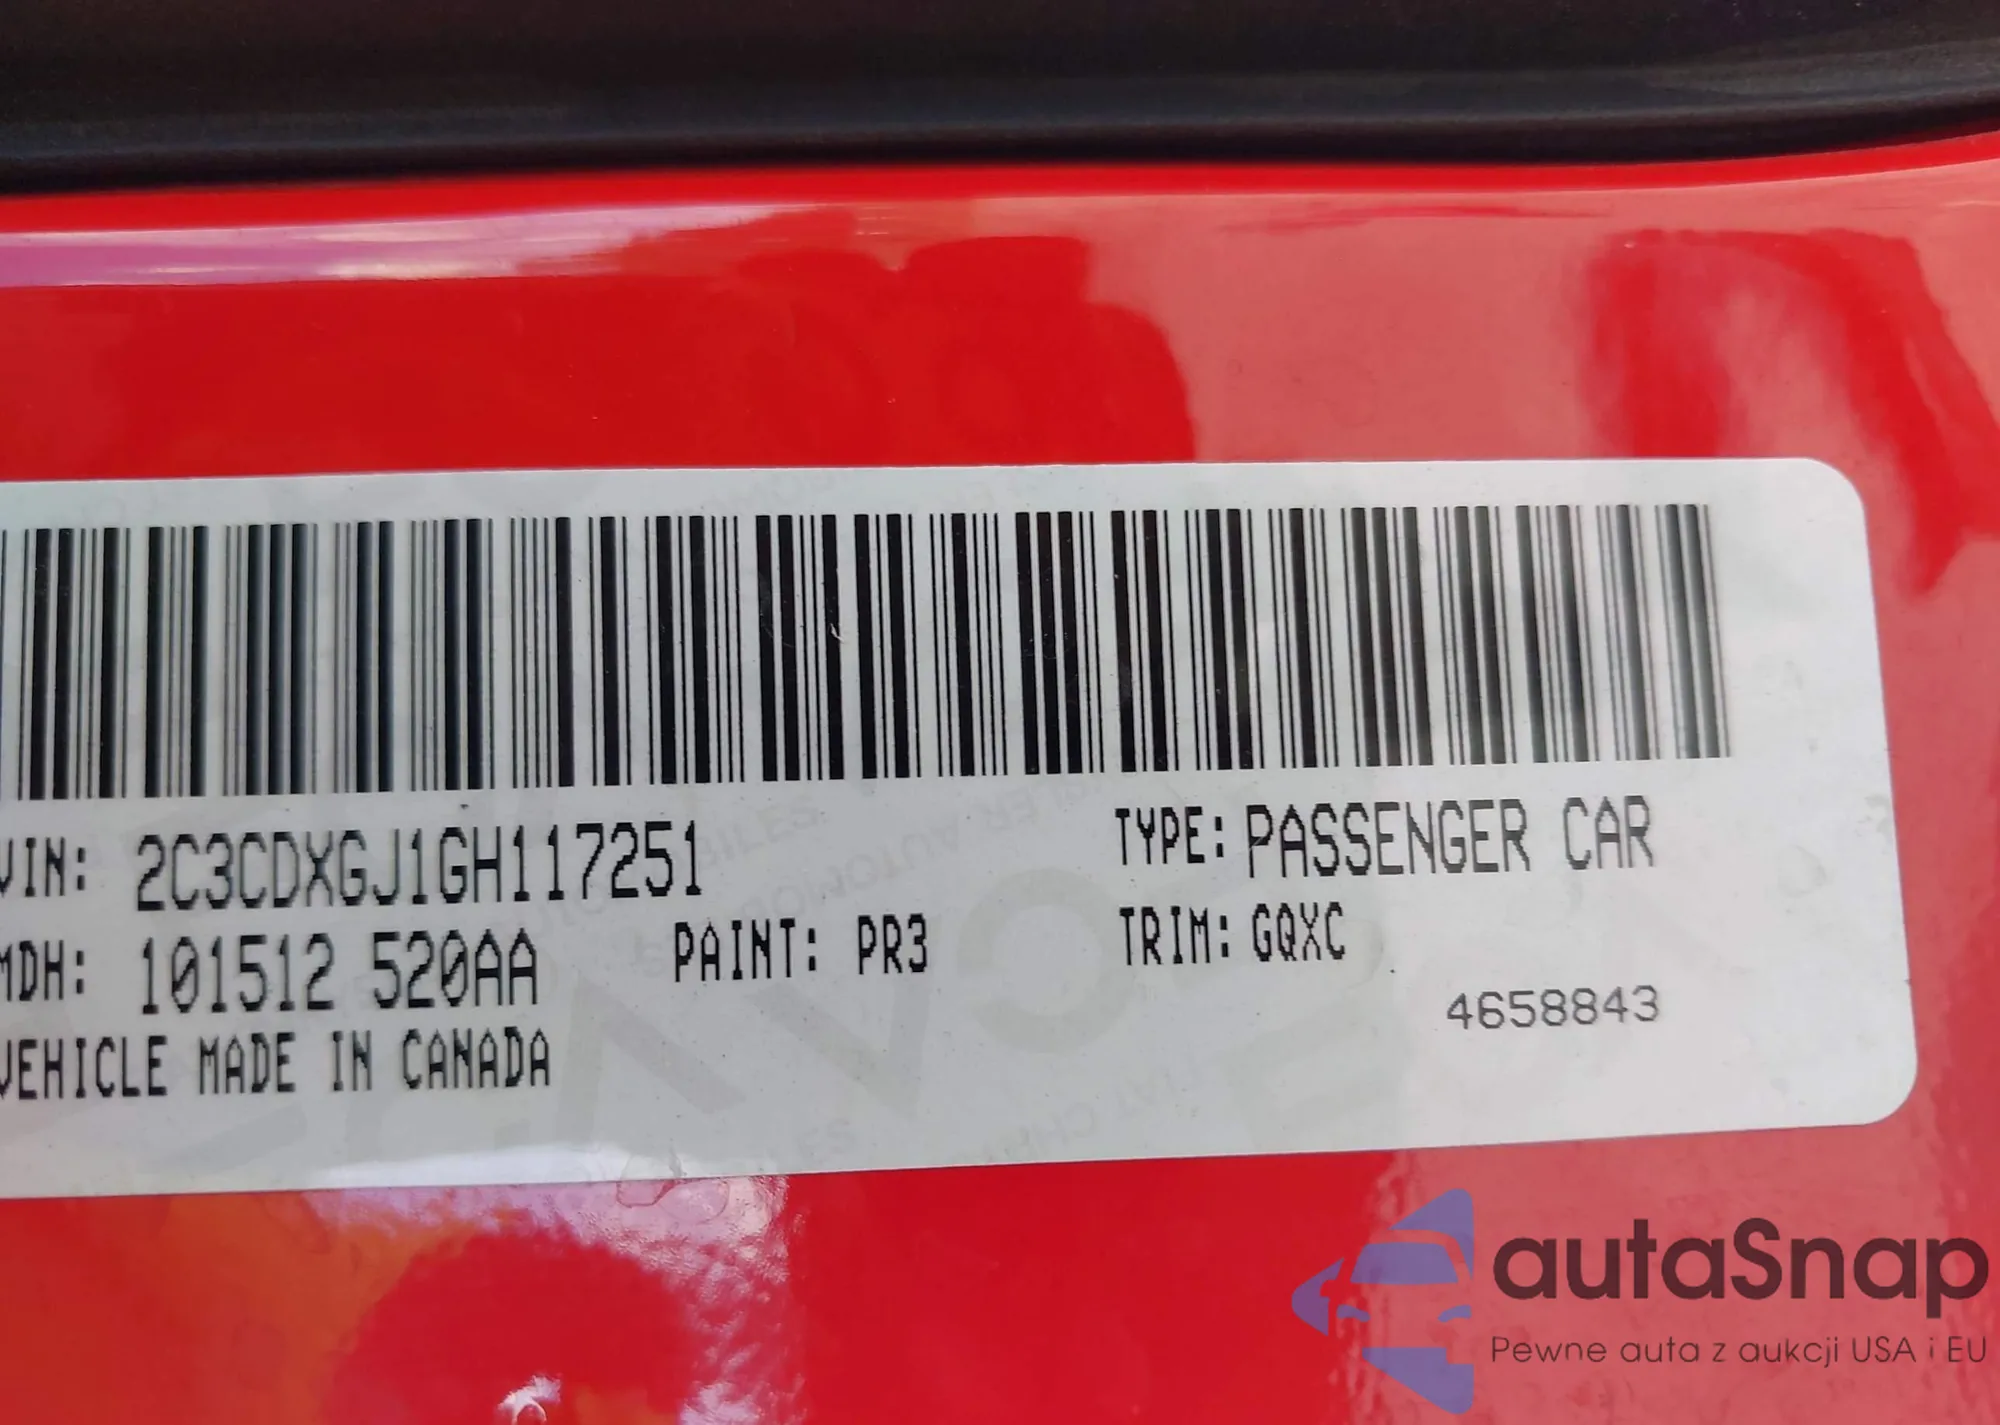 VIN: 2C3CDXGJ1GH117251
TYPE: PASSENGER CAR
MDH: 101512 520AA
PAINT: PR3
TRIM: GQXC
4658843
VEHICLE MADE IN CANADA
autaSnap
Pewne auta z aukcji USA i EU